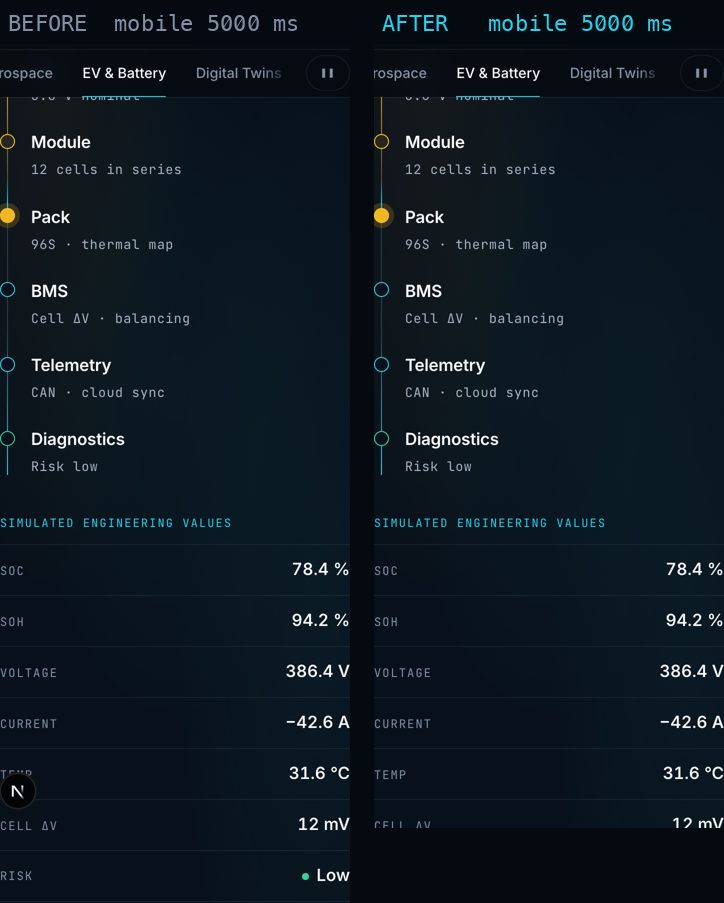 BEFORE mobile 5000 ms
rospace EV & Battery Digital Twins
Module
12 cells in series
Pack
96S · thermal map
BMS
Cell ΔV · balancing
Telemetry
CAN · cloud sync
Diagnostics
Risk low
SIMULATED ENGINEERING VALUES
SOC 78.4 %
SOH 94.2 %
VOLTAGE 386.4 V
CURRENT −42.6 A
TEMP 31.6 °C
N
CELL ΔV 12 mV
RISK Low
AFTER mobile 5000 ms
rospace EV & Battery Digital Twins
Module
12 cells in series
Pack
96S · thermal map
BMS
Cell ΔV · balancing
Telemetry
CAN · cloud sync
Diagnostics
Risk low
SIMULATED ENGINEERING VALUES
SOC 78.4 %
SOH 94.2 %
VOLTAGE 386.4 V
CURRENT −42.6 A
TEMP 31.6 °C
CELL ΔV 12 mV